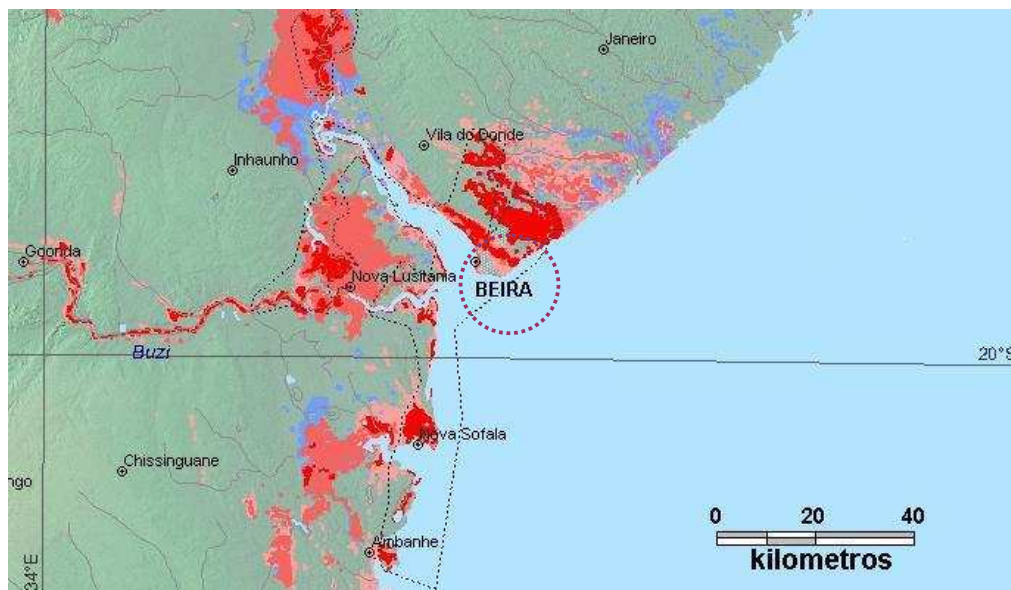 Janeiro
Vila do Donde
Inhaunho
Goonda
Nova Lusitânia
BEIRA
Buzi
20°S
Nova Sofala
Chissinguane
ngo
Ambanhe
34°E
0 20 40
kilometros